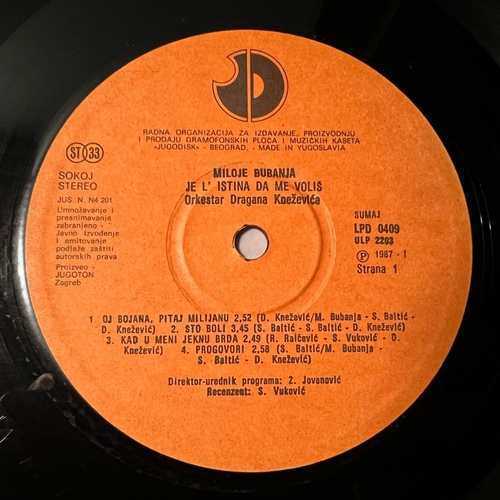 RADNA ORGANIZACIJA ZA IZDAVANJE, PROIZVODNJU
I PRODAJU GRAMOFONSKIH PLOČA I MUZIČKIH KASETA
«JUGODISK» - BEOGRAD, - MADE IN YUGOSLAVIA
ST 33
SOKOJ
STEREO
JUS N. N4 201
Umnožavanje i
presnimavanje
zabranjeno -
Javno izvođenje
i emitovanje
podleže zaštiti
autorskih prava
Proizveo -
JUGOTON
Zagreb
MILOJE BUBANJA
JE L' ISTINA DA ME VOLIŠ
Orkestar Dragana Kneževića
SUMAJ
LPD 0409
ULP 2203
P 1987 - I
Strana 1
1 OJ BOJANA, PITAJ MILIJANU 2,52 (D. Knežević/M. Bubanja - S. Baltić -
D. Knežević) 2. STO BOLI 3,45 (S. Baltić - S. Baltić - D. Knežević)
3. KAD U MENI JEKNU BRDA 2,49 (R. Raičević - S. Vuković - D.
Knežević) 4. PROGOVORI 2,58 (S. Baltić/M. Bubanja -
S. Baltić - D. Knežević)
Direktor-urednik programa: Z. Jovanović
Recenzent: S. Vuković